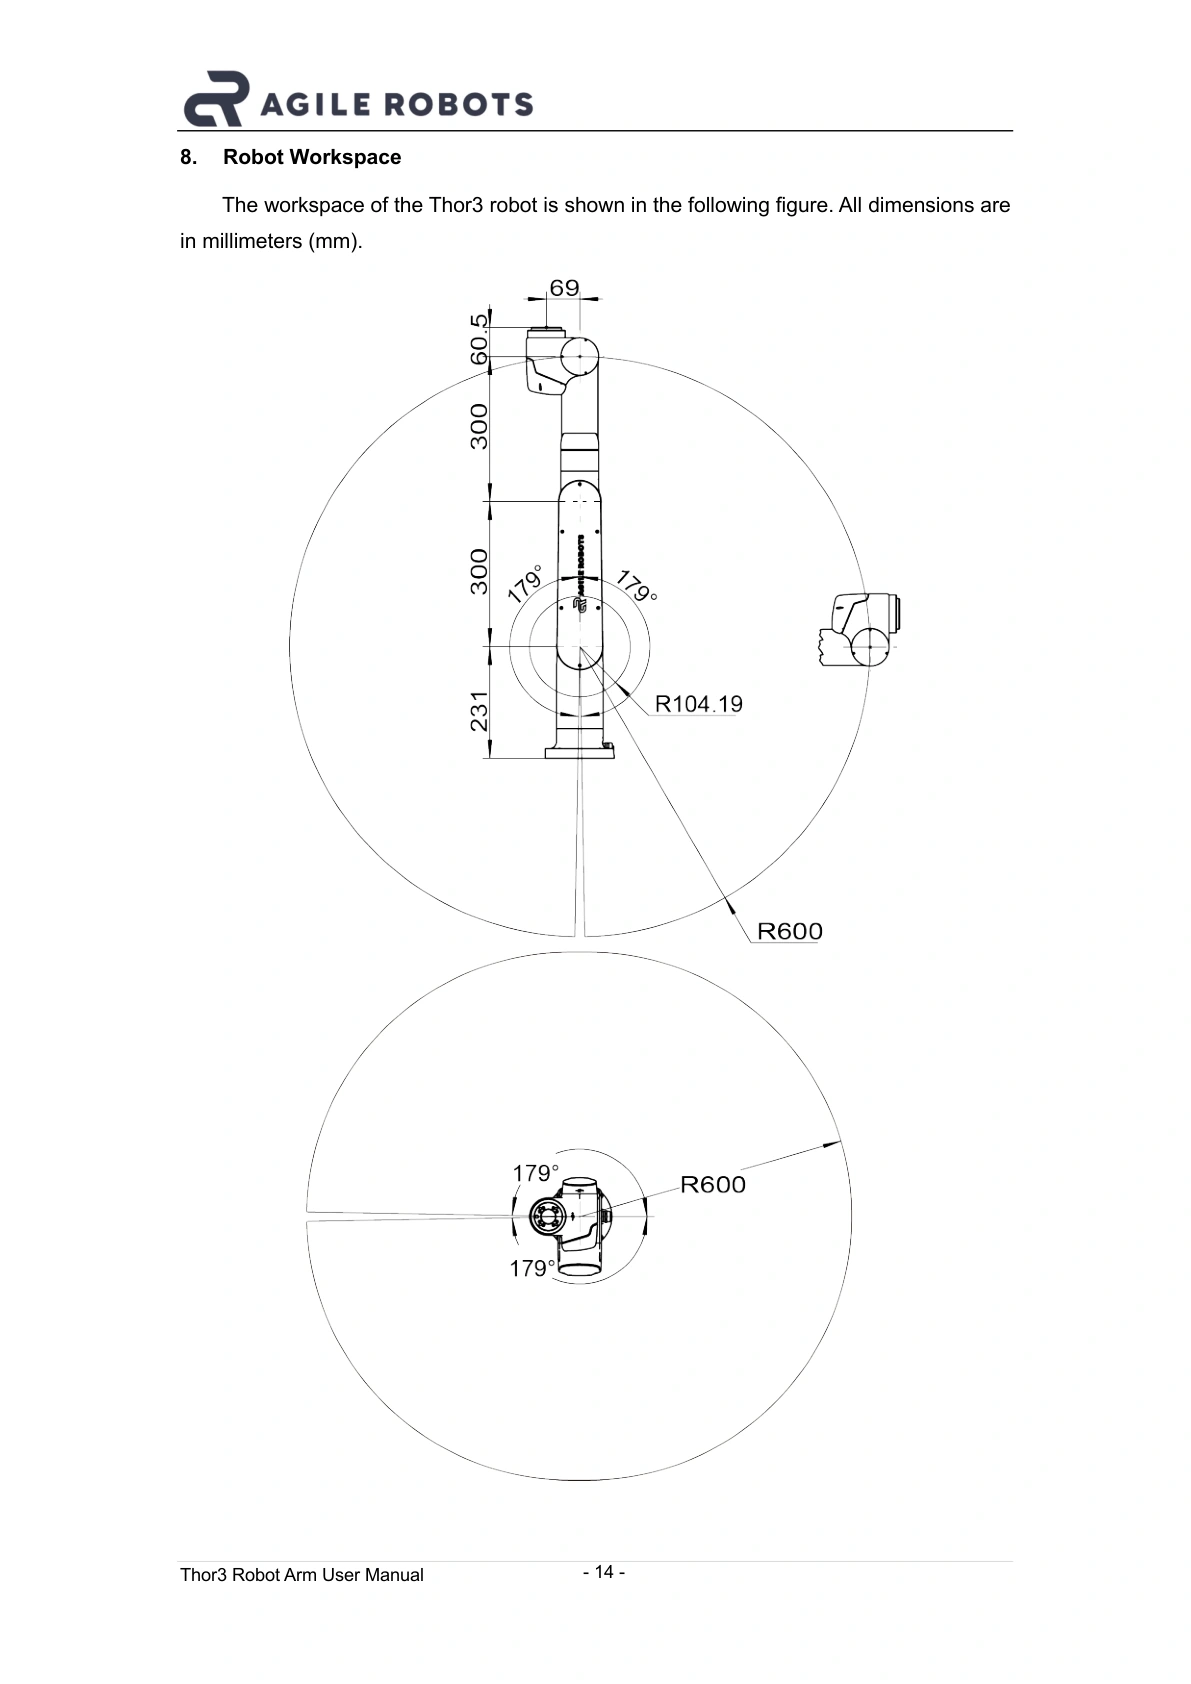 AGILE ROBOTS
8. Robot Workspace
The workspace of the Thor3 robot is shown in the following figure. All dimensions are
in millimeters (mm).
69
60.5
300
300
231
179°
179°
AGILE ROBOTS
R104.19
R600
179°
R600
179°
Thor3 Robot Arm User Manual
- 14 -